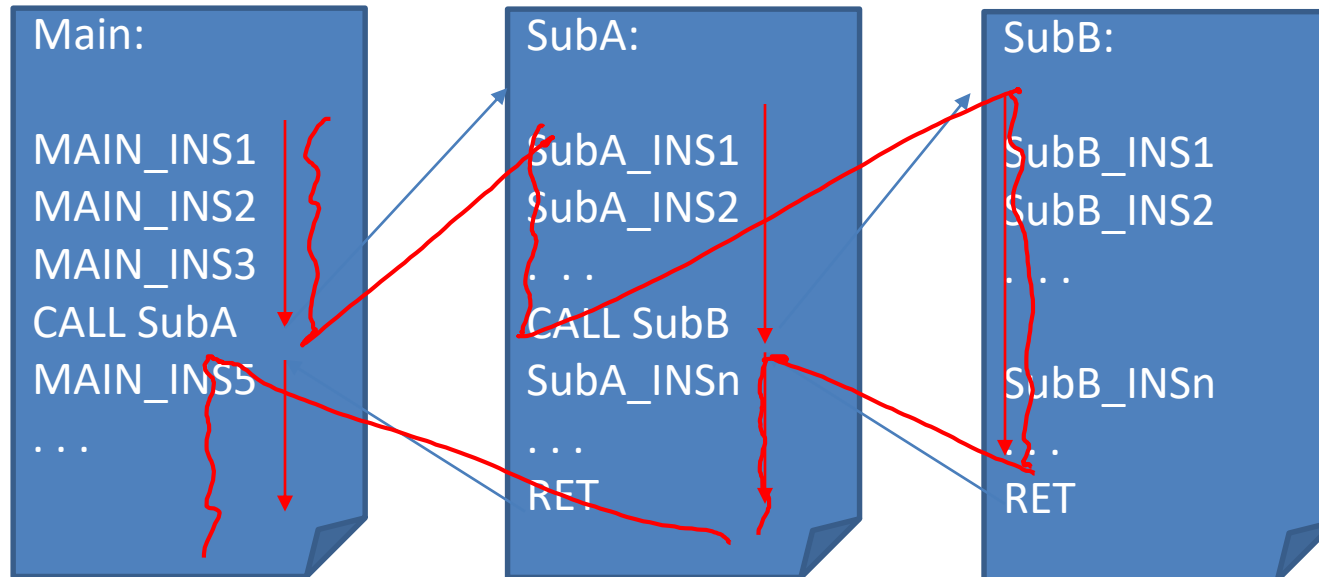 Main:
MAIN_INS1
MAIN_INS2
MAIN_INS3
CALL SubA
MAIN_INS5
. . .
SubA:
SubA_INS1
SubA_INS2
. . .
CALL SubB
SubA_INSn
. . .
RET
SubB:
SubB_INS1
SubB_INS2
. . .
SubB_INSn
. . .
RET